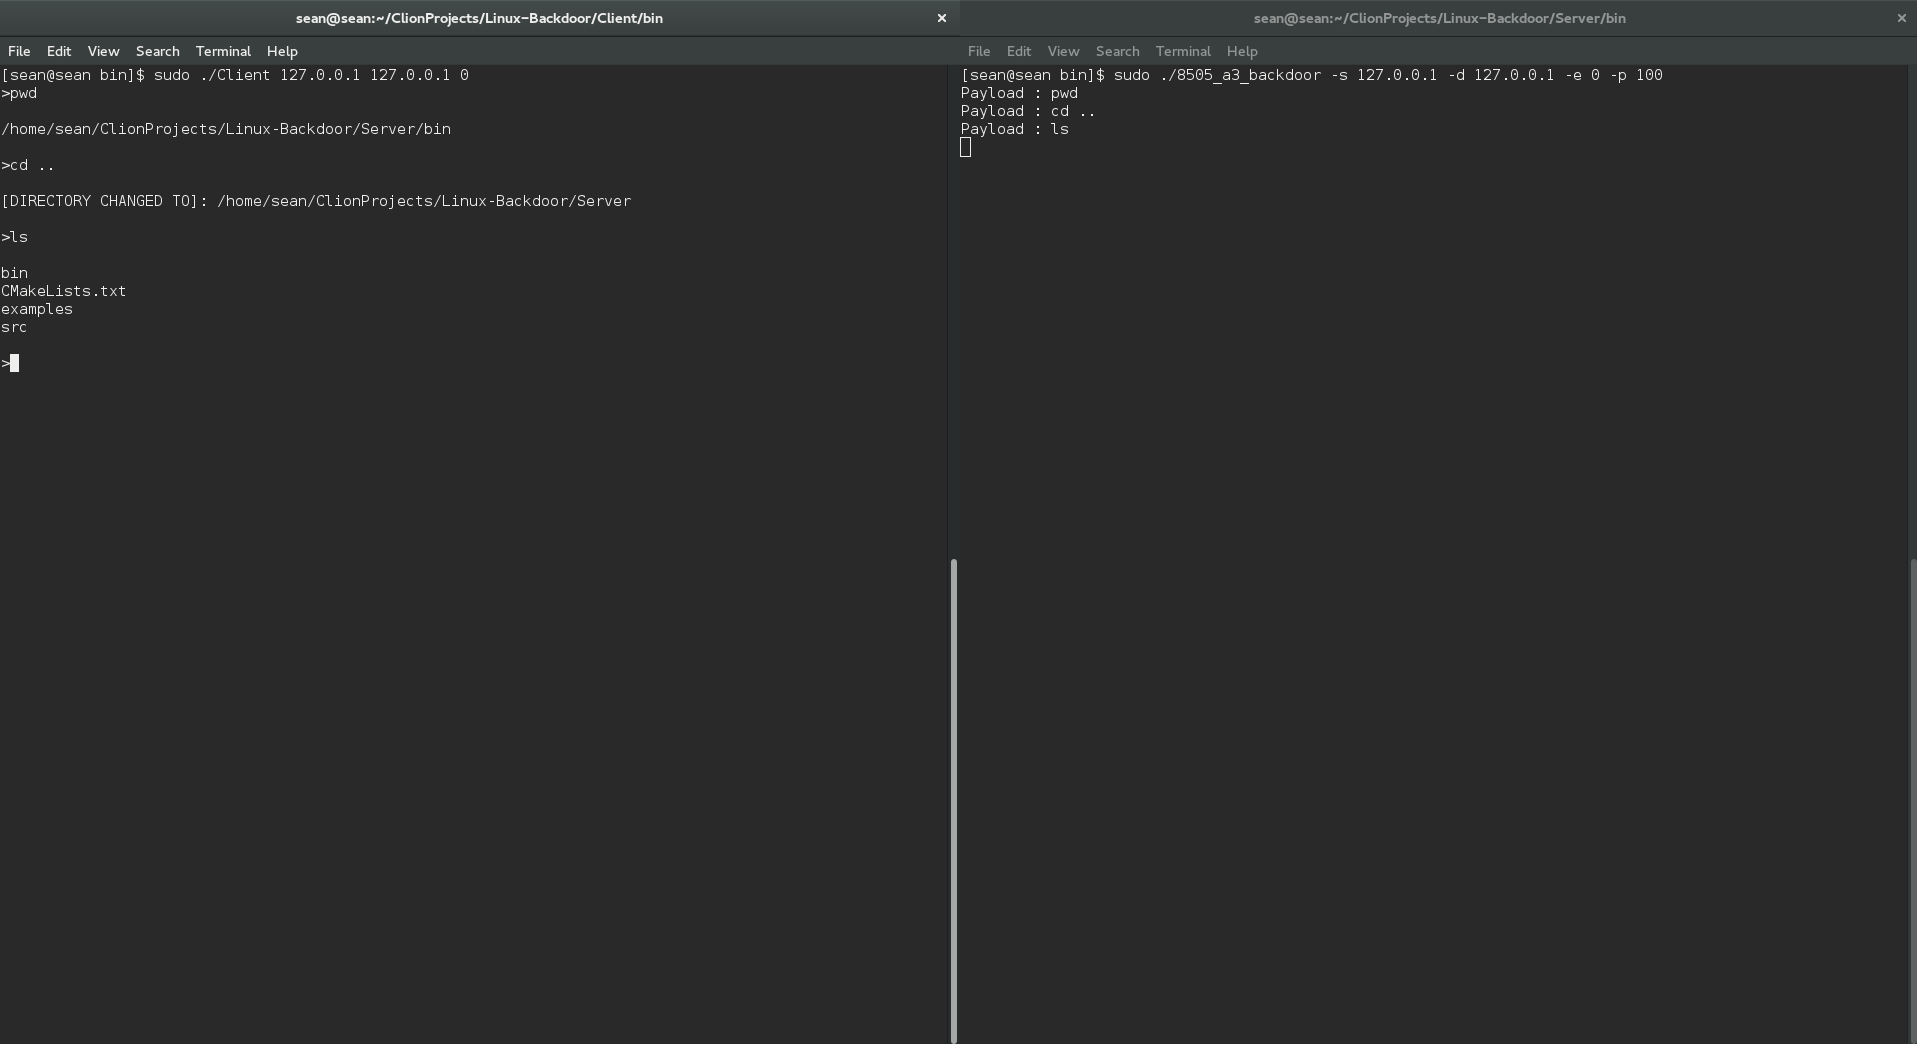 sean@sean:~/ClionProjects/Linux-Backdoor/Client/bin
File Edit View Search Terminal Help
[sean@sean bin]$ sudo ./Client 127.0.0.1 127.0.0.1 0
>pwd
/home/sean/ClionProjects/Linux-Backdoor/Server/bin
>cd ..
[DIRECTORY CHANGED TO]: /home/sean/ClionProjects/Linux-Backdoor/Server
>ls
bin
CMakeLists.txt
examples
src
>
sean@sean:~/ClionProjects/Linux-Backdoor/Server/bin
File Edit View Search Terminal Help
[sean@sean bin]$ sudo ./8505_a3_backdoor -s 127.0.0.1 -d 127.0.0.1 -e 0 -p 100
Payload : pwd
Payload : cd ..
Payload : ls